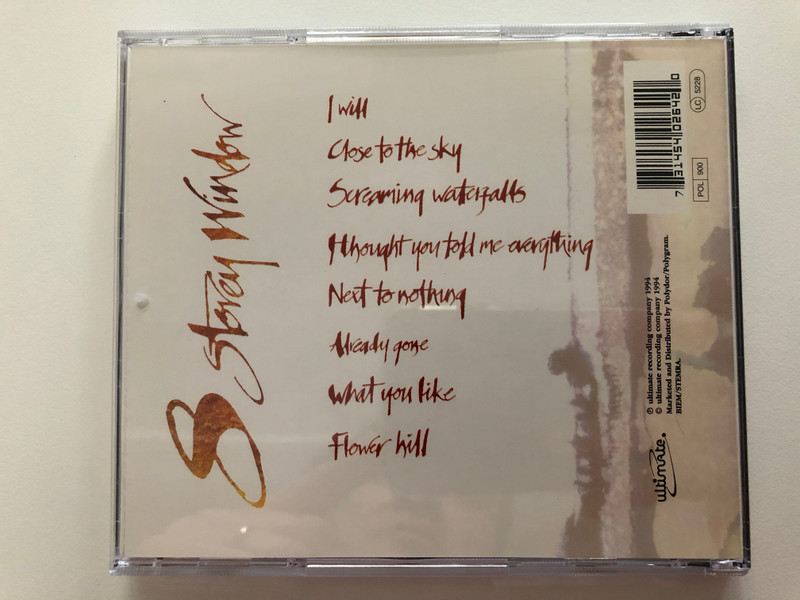 8 Storey Window
I will
Close to the sky
Screaming waterfalls
I thought you told me everything
Next to nothing
Already gone
What you like
Flower hill
7 31454 02642 0
LC 5228
POL 900
℗ ultimate recording company 1994
© ultimate recording company 1994
Marketed and Distributed by Polydor/Polygram.
BIEM/STEMRA.
ultimate.